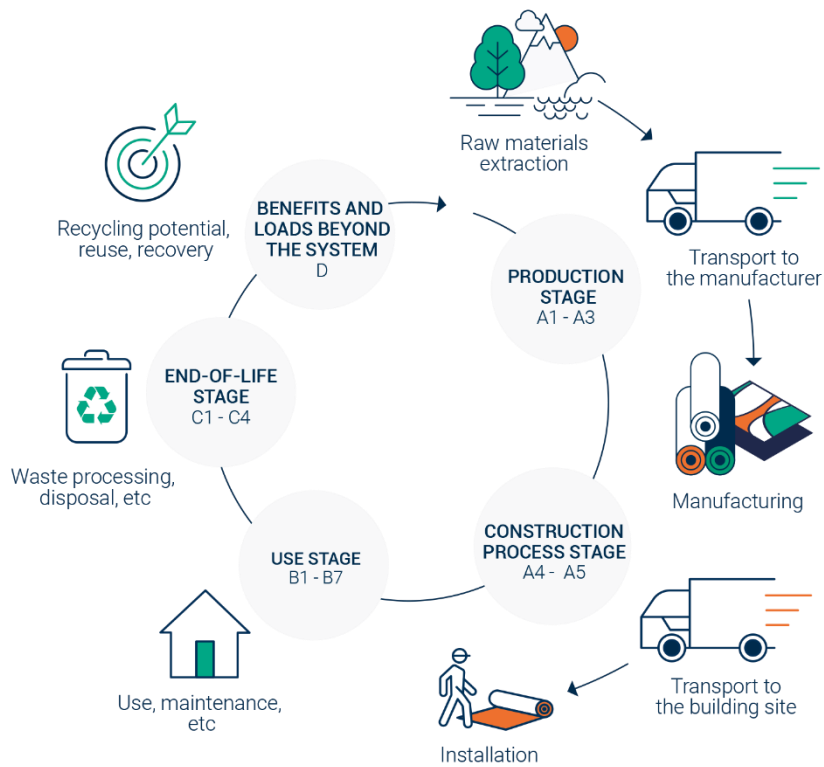 Raw materials
extraction
Transport to
the manufacturer
Manufacturing
Transport to
the building site
Installation
Use, maintenance,
etc
Waste processing,
disposal, etc
Recycling potential,
reuse, recovery
BENEFITS AND
LOADS BEYOND
THE SYSTEM
D
PRODUCTION
STAGE
A1 - A3
CONSTRUCTION
PROCESS STAGE
A4 - A5
USE STAGE
B1 - B7
END-OF-LIFE
STAGE
C1 - C4